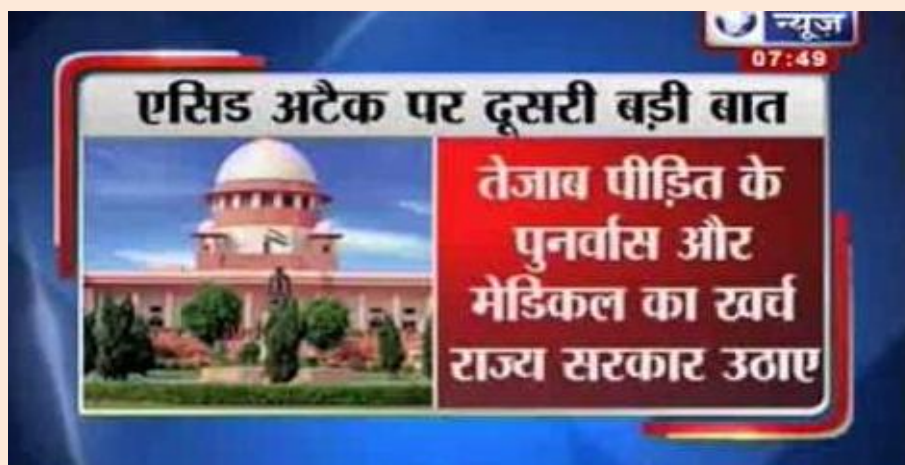 न्यूज़
07:49
एसिड अटैक पर दूसरी बड़ी बात
तेजाब पीड़ित के
पुनर्वास और
मेडिकल का खर्च
राज्य सरकार उठाए